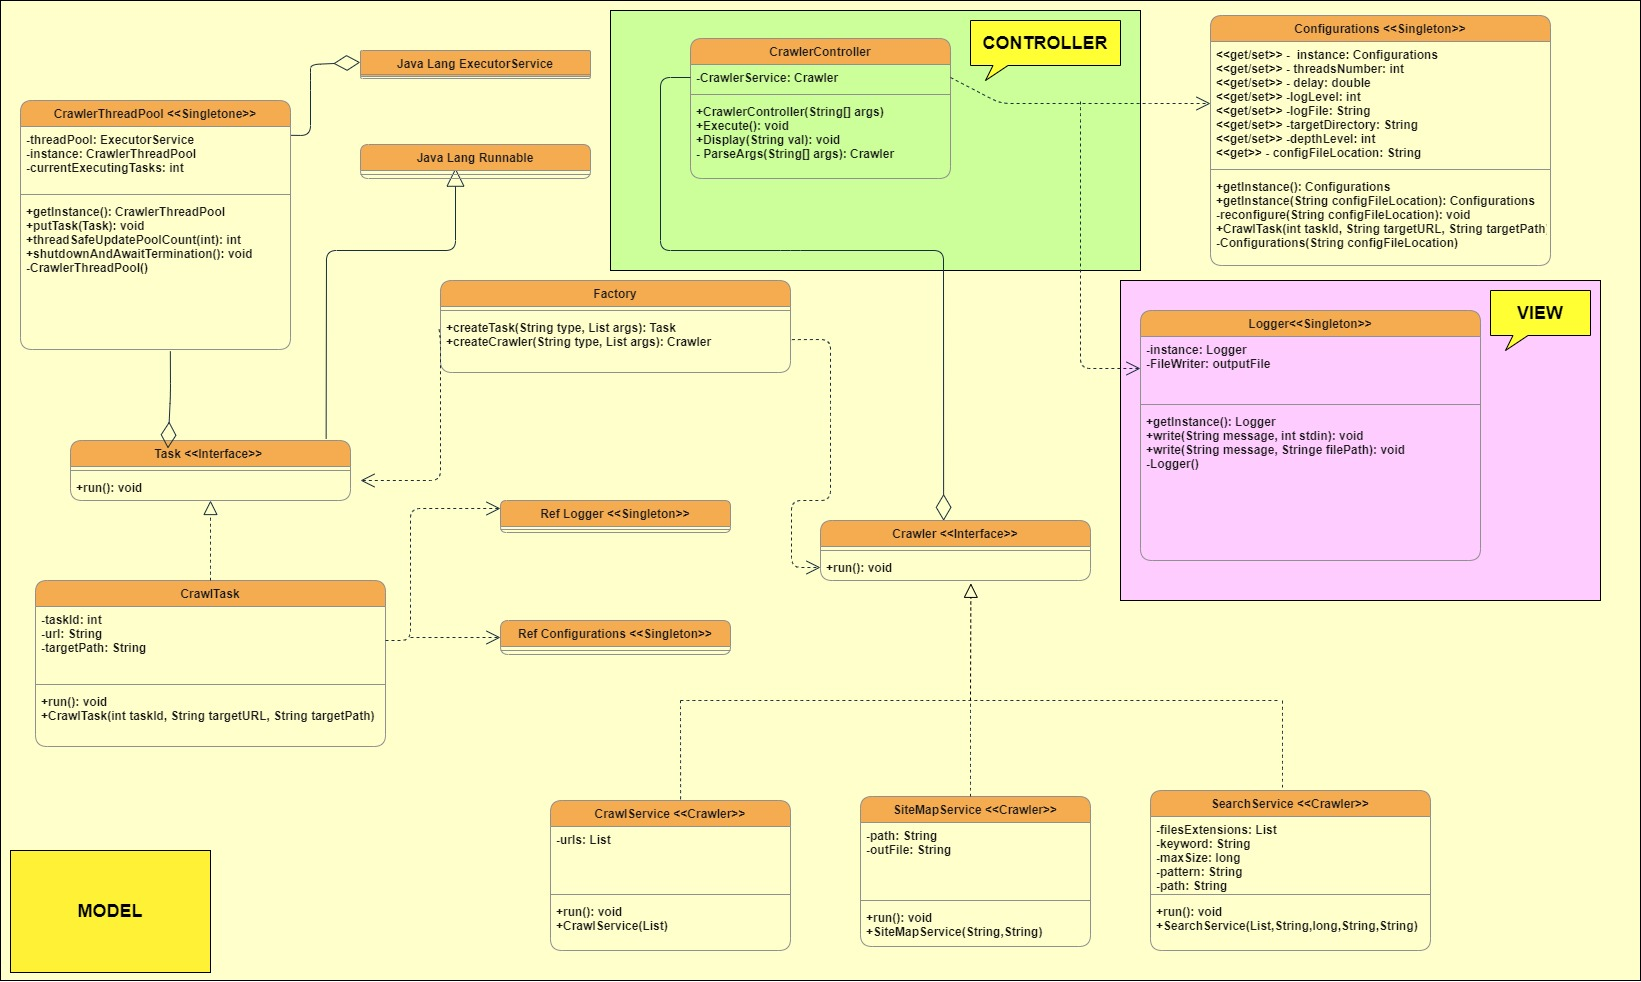 Java Lang ExecutorService
CrawlerThreadPool <<Singletone>>
-threadPool: ExecutorService
-instance: CrawlerThreadPool
-currentExecutingTasks: int
+getInstance(): CrawlerThreadPool
+putTask(Task): void
+threadSafeUpdatePoolCount(int): int
+shutdownAndAwaitTermination(): void
-CrawlerThreadPool()
Java Lang Runnable
CONTROLLER
CrawlerController
-CrawlerService: Crawler
+CrawlerController(String[] args)
+Execute(): void
+Display(String val): void
- ParseArgs(String[] args): Crawler
Configurations <<Singleton>>
<<get/set>> -  instance: Configurations
<<get/set>> - threadsNumber: int
<<get/set>> - delay: double
<<get/set>> -logLevel: int
<<get/set>> -logFile: String
<<get/set>> -targetDirectory: String
<<get/set>> -depthLevel: int
<<get>> - configFileLocation: String
+getInstance(): Configurations
+getInstance(String configFileLocation): Configurations
-reconfigure(String configFileLocation): void
+CrawlTask(int taskId, String targetURL, String targetPath
-Configurations(String configFileLocation)
Factory
+createTask(String type, List args): Task
+createCrawler(String type, List args): Crawler
VIEW
Logger<<Singleton>>
-instance: Logger
-FileWriter: outputFile
+getInstance(): Logger
+write(String message, int stdin): void
+write(String message, Stringe filePath): void
-Logger()
Task <<Interface>>
+run(): void
Ref Logger <<Singleton>>
Crawler <<Interface>>
+run(): void
CrawlTask
-taskId: int
-url: String
-targetPath: String
+run(): void
+CrawlTask(int taskId, String targetURL, String targetPath)
Ref Configurations <<Singleton>>
CrawlService <<Crawler>>
-urls: List
+run(): void
+CrawlService(List)
SiteMapService <<Crawler>>
-path: String
-outFile: String
+run(): void
+SiteMapService(String,String)
SearchService <<Crawler>>
-filesExtensions: List
-keyword: String
-maxSize: long
-pattern: String
-path: String
+run(): void
+SearchService(List,String,long,String,String)
MODEL